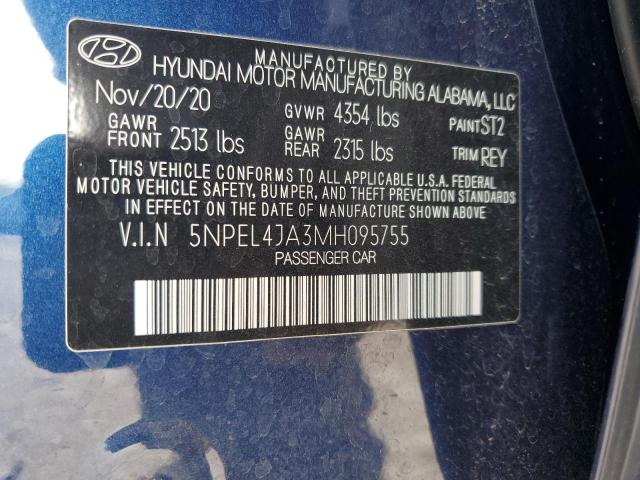 MANUFACTURED BY
HYUNDAI MOTOR MANUFACTURING ALABAMA, LLC
Nov/20/20 GVWR 4354 lbs PAINT ST2
GAWR FRONT 2513 lbs GAWR REAR 2315 lbs TRIM REY
THIS VEHICLE CONFORMS TO ALL APPLICABLE U.S.A. FEDERAL
MOTOR VEHICLE SAFETY, BUMPER, AND THEFT PREVENTION STANDARDS
IN EFFECT ON THE DATE OF MANUFACTURE SHOWN ABOVE.
V.I.N 5NPEL4JA3MH095755
PASSENGER CAR